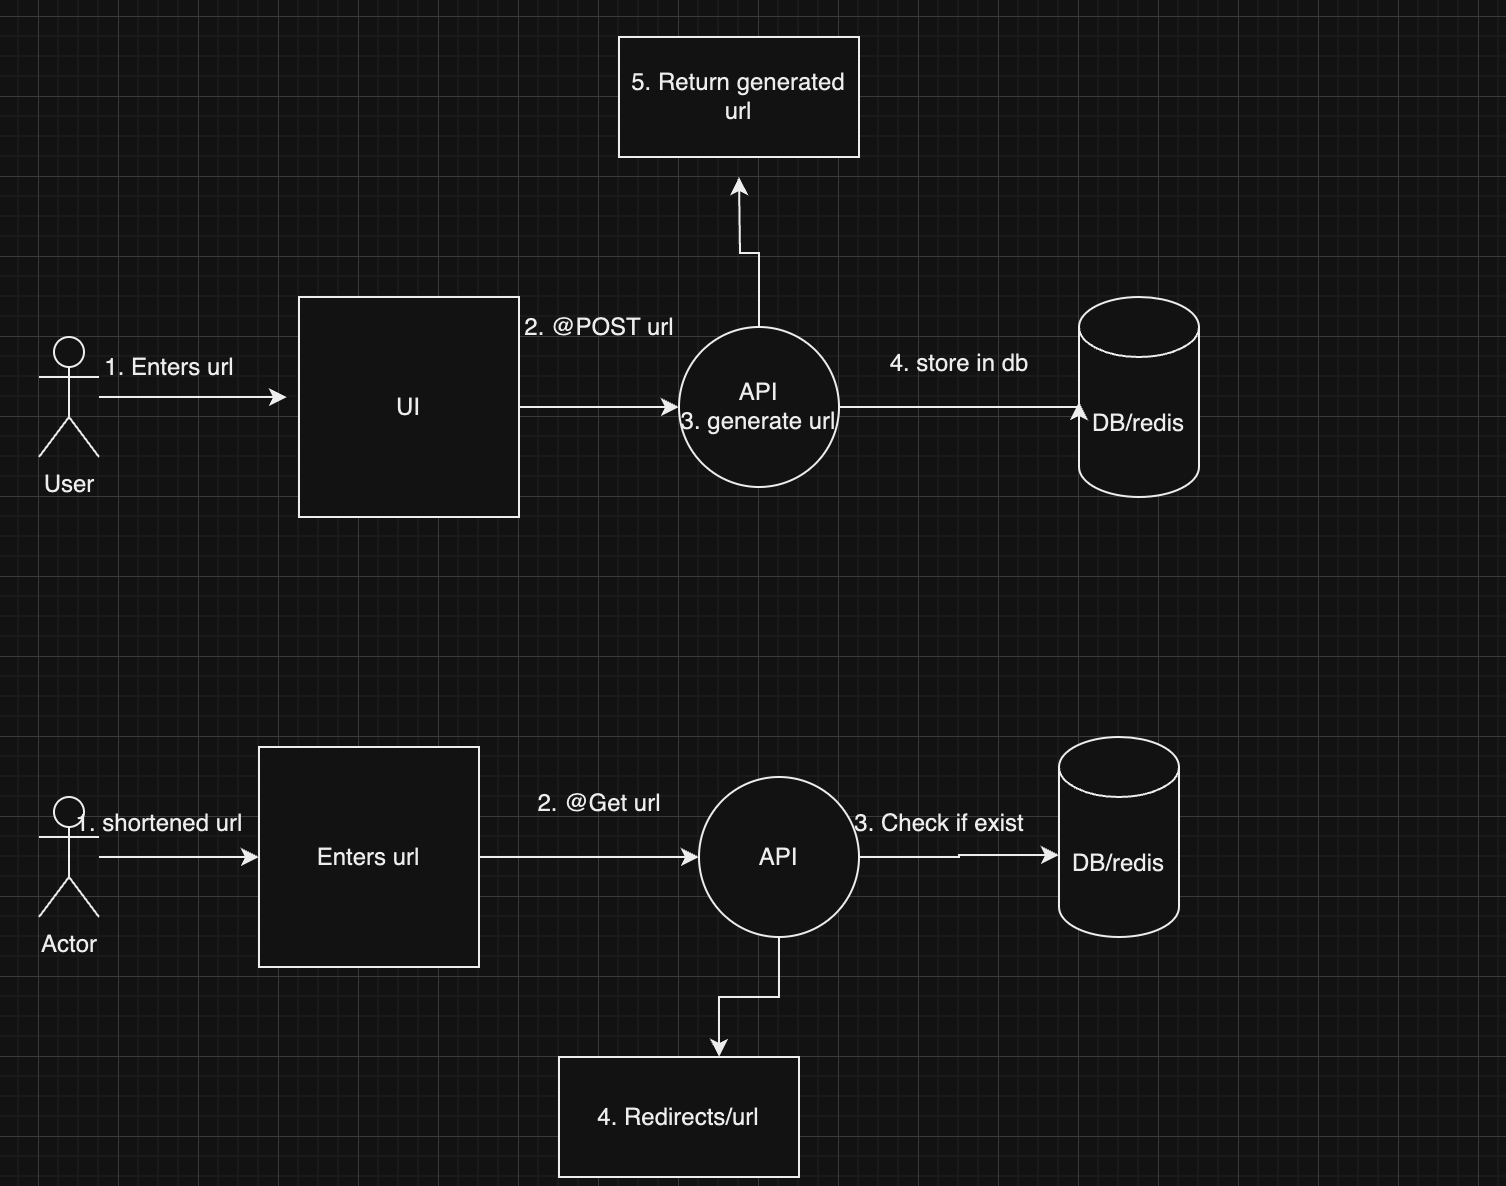 5. Return generated
url
1. Enters url
User
UI
2. @POST url
API
3. generate url
4. store in db
DB/redis
1. shortened url
Actor
Enters url
2. @Get url
API
3. Check if exist
DB/redis
4. Redirects/url